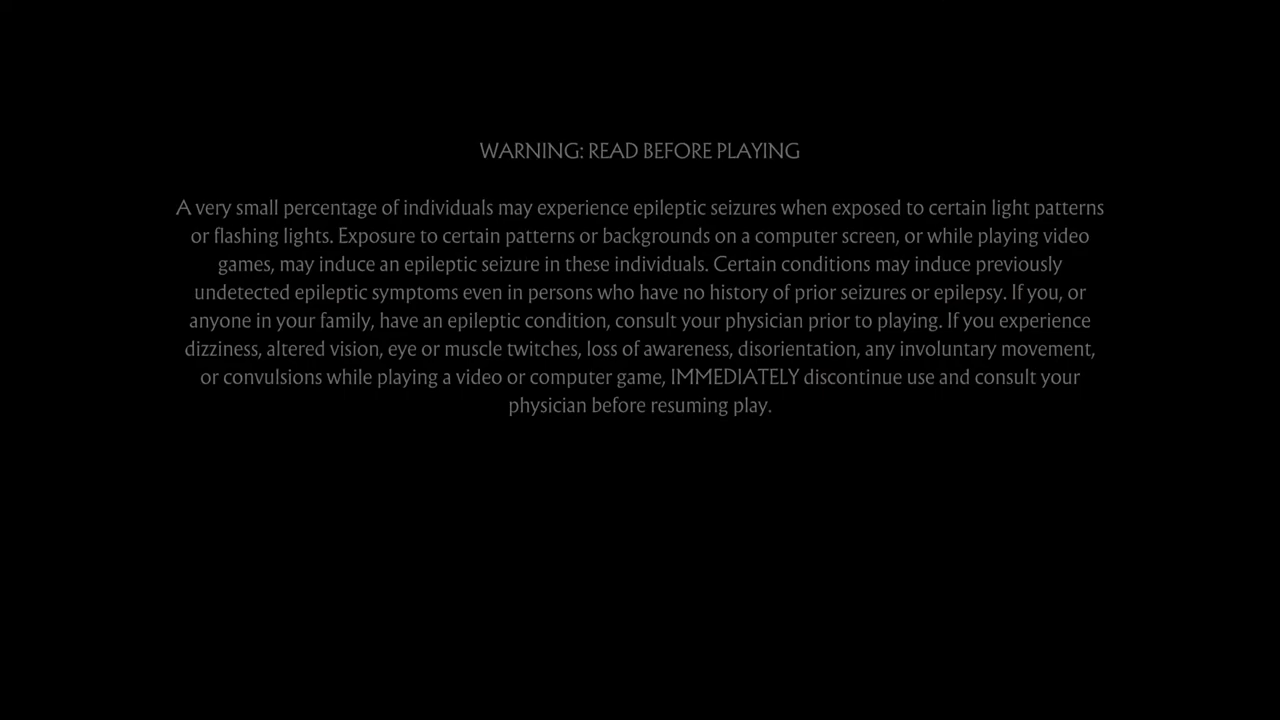 WARNING: READ BEFORE PLAYING
A very small percentage of individuals may experience epileptic seizures when exposed to certain light patterns
or flashing lights. Exposure to certain patterns or backgrounds on a computer screen, or while playing video
games, may induce an epileptic seizure in these individuals. Certain conditions may induce previously
undetected epileptic symptoms even in persons who have no history of prior seizures or epilepsy. If you, or
anyone in your family, have an epileptic condition, consult your physician prior to playing. If you experience
dizziness, altered vision, eye or muscle twitches, loss of awareness, disorientation, any involuntary movement,
or convulsions while playing a video or computer game, IMMEDIATELY discontinue use and consult your
physician before resuming play.